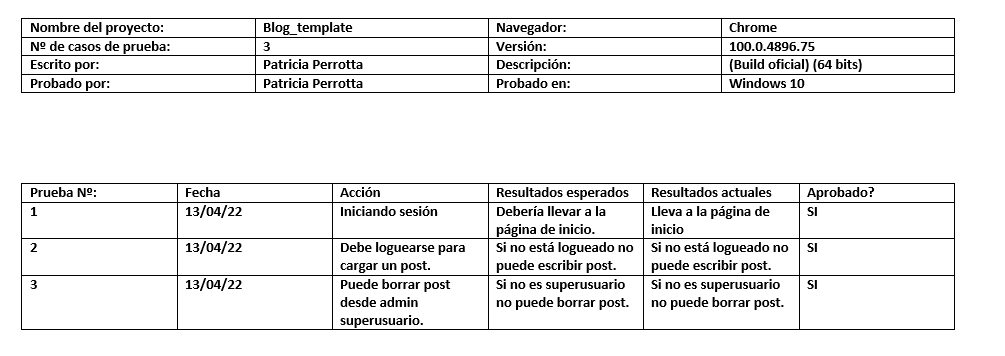 Nombre del proyecto: Blog_template Navegador: Chrome
Nº de casos de prueba: 3 Versión: 100.0.4896.75
Escrito por: Patricia Perrotta Descripción: (Build oficial) (64 bits)
Probado por: Patricia Perrotta Probado en: Windows 10
Prueba Nº: Fecha Acción Resultados esperados Resultados actuales Aprobado?
1 13/04/22 Iniciando sesión Debería llevar a la Lleva a la página de SI
página de inicio. inicio
2 13/04/22 Debe loguearse para Si no está logueado no Si no está logueado no SI
cargar un post. puede escribir post. puede escribir post.
3 13/04/22 Puede borrar post Si no es superusuario Si no es superusuario SI
desde admin no puede borrar post. no puede borrar post.
superusuario.